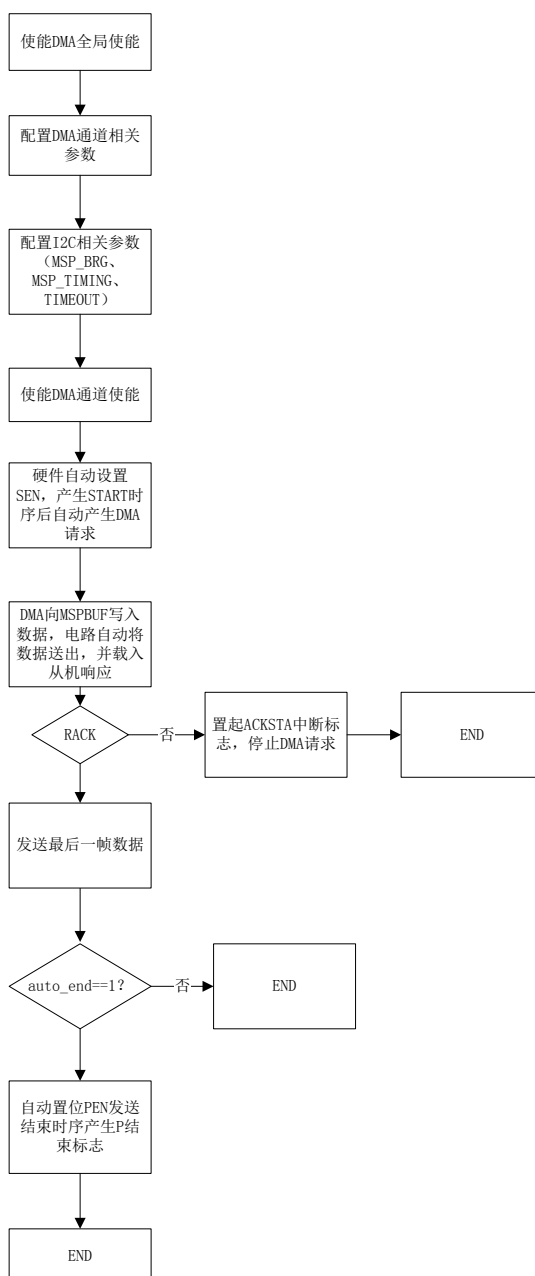 使能DMA全局使能
配置DMA通道相关
参数
配置I2C相关参数
（MSP_BRG、
MSP_TIMING、
TIMEOUT）
使能DMA通道使能
硬件自动设置
SEN，产生START时
序后自动产生DMA
请求
DMA向MSPBUF写入
数据，电路自动将
数据送出，并载入
从机响应
RACK
否
置起ACKSTA中断标
志，停止DMA请求
END
发送最后一帧数据
auto_end==1?
否
END
自动置位PEN发送
结束时序产生P结
束标志
END